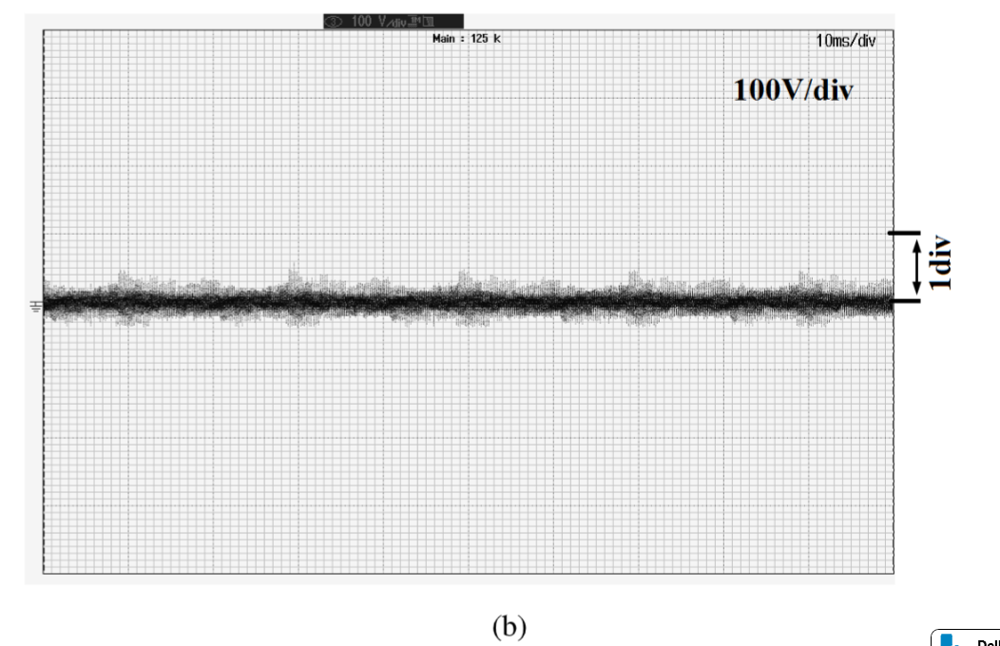 100 V/div
Main : 125 k
10ms/div
100V/div
1div
(b)